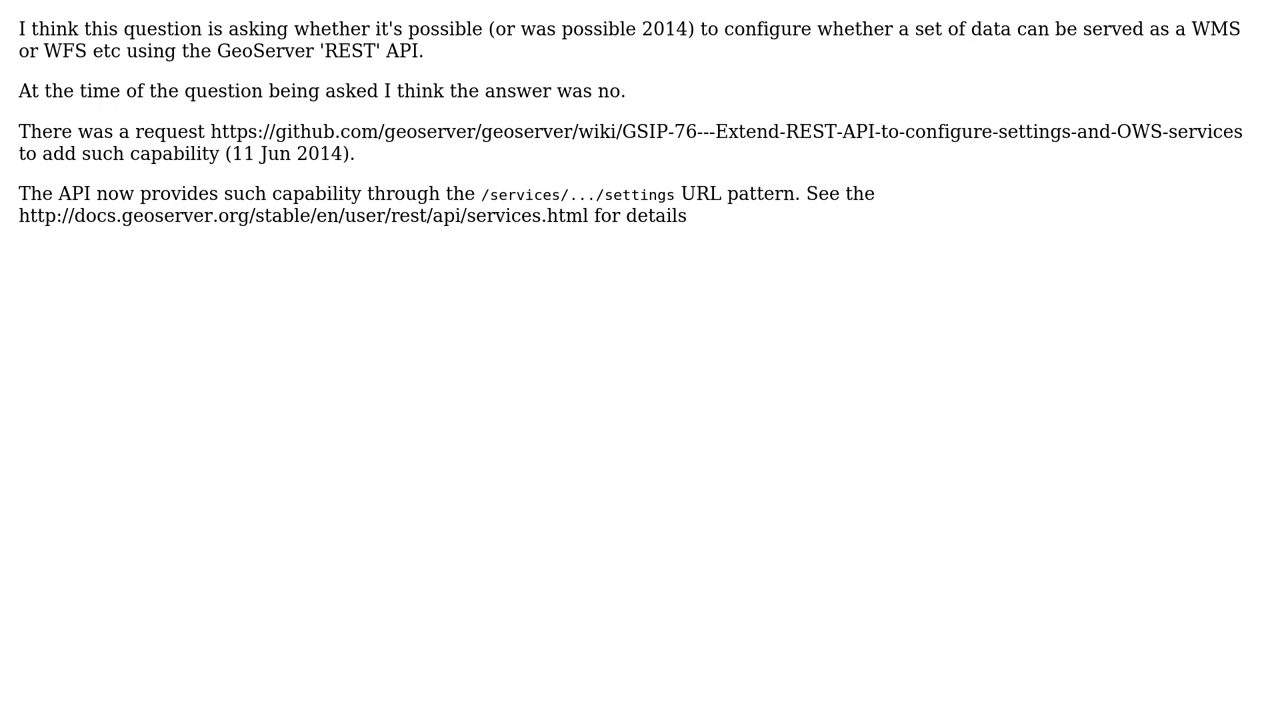 I think this question is asking whether it's possible (or was possible 2014) to configure whether a set of data can be served as a WMS
or WFS etc using the GeoServer 'REST' API.
At the time of the question being asked I think the answer was no.
There was a request https://github.com/geoserver/geoserver/wiki/GSIP-76---Extend-REST-API-to-configure-settings-and-OWS-services
to add such capability (11 Jun 2014).
The API now provides such capability through the /services/.../settings URL pattern. See the
http://docs.geoserver.org/stable/en/user/rest/api/services.html for details